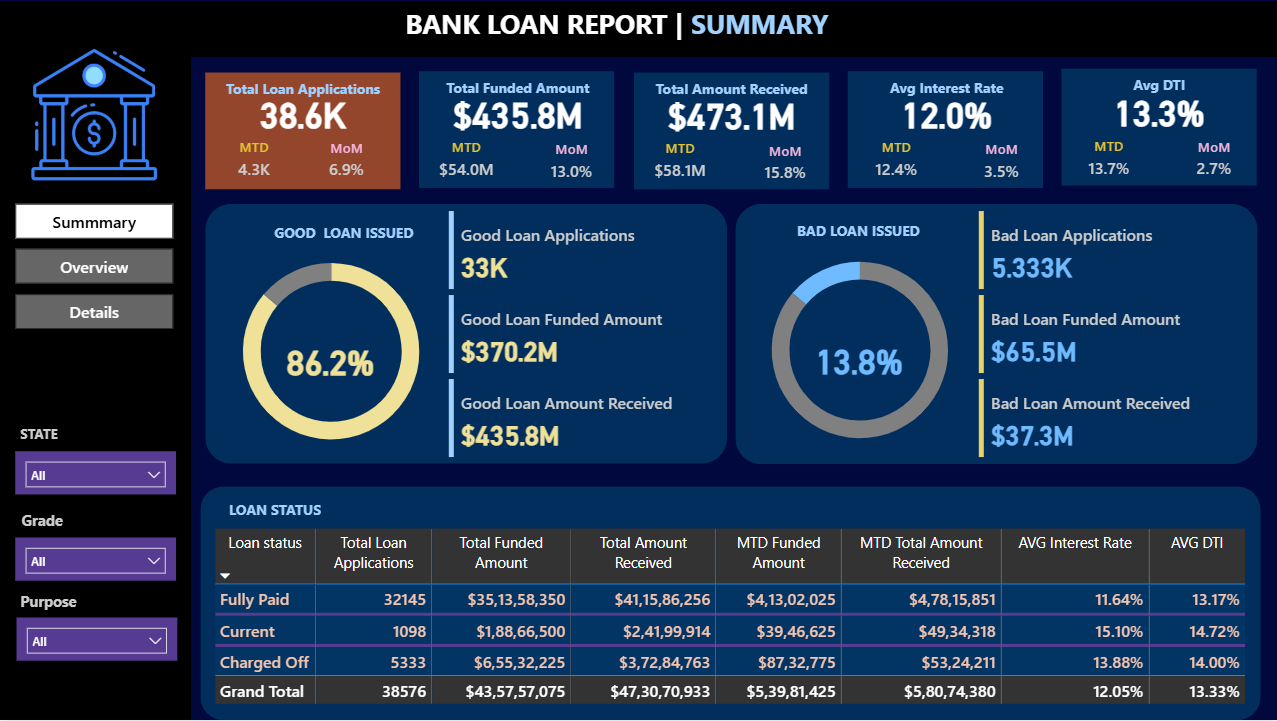 BANK LOAN REPORT | SUMMARY
Total Loan Applications
38.6K
MTD MoM
4.3K 6.9%
Total Funded Amount
$435.8M
MTD MoM
$54.0M 13.0%
Total Amount Received
$473.1M
MTD MoM
$58.1M 15.8%
Avg Interest Rate
12.0%
MTD MoM
12.4% 3.5%
Avg DTI
13.3%
MTD MoM
13.7% 2.7%
$
Summmary
Overview
Details
GOOD LOAN ISSUED
86.2%
Good Loan Applications
33K
Good Loan Funded Amount
$370.2M
Good Loan Amount Received
$435.8M
BAD LOAN ISSUED
13.8%
Bad Loan Applications
5.333K
Bad Loan Funded Amount
$65.5M
Bad Loan Amount Received
$37.3M
STATE
All
Grade
All
Purpose
All
LOAN STATUS
Loan status Total Loan Applications Total Funded Amount Total Amount Received MTD Funded Amount MTD Total Amount Received AVG Interest Rate AVG DTI
Fully Paid 32145 $35,13,58,350 $41,15,86,256 $4,13,02,025 $4,78,15,851 11.64% 13.17%
Current 1098 $1,88,66,500 $2,41,99,914 $39,46,625 $49,34,318 15.10% 14.72%
Charged Off 5333 $6,55,32,225 $3,72,84,763 $87,32,775 $53,24,211 13.88% 14.00%
Grand Total 38576 $43,57,57,075 $47,30,70,933 $5,39,81,425 $5,80,74,380 12.05% 13.33%